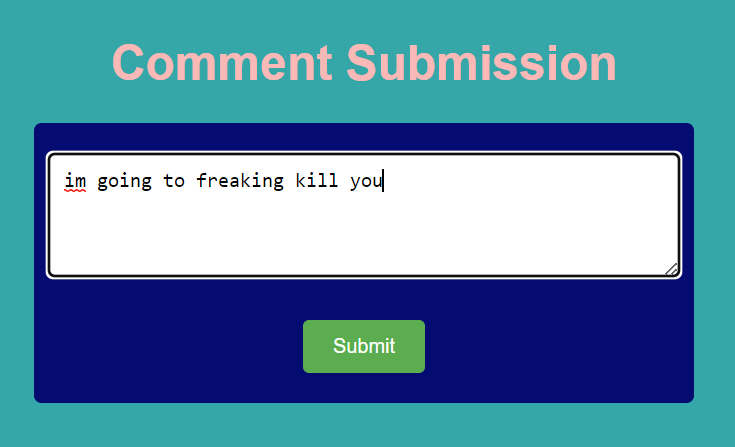 Comment Submission
im going to freaking kill you
Submit